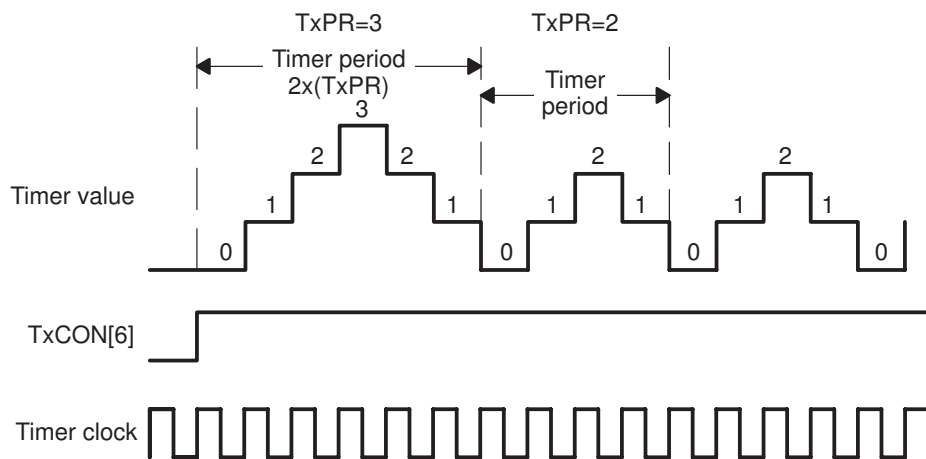 TxPR=3 TxPR=2
Timer period
2x(TxPR)
Timer
period
3
2 2 2 2
Timer value
1 1 1 1 1 1
0 0 0 0
TxCON[6]
Timer clock